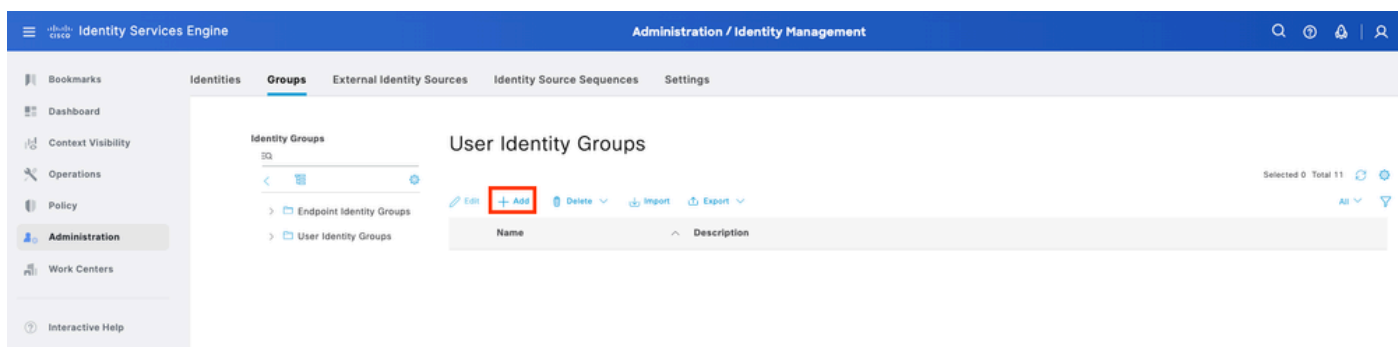 cisco Identity Services Engine
Administration / Identity Management
Bookmarks
Dashboard
Context Visibility
Operations
Policy
Administration
Work Centers
Interactive Help
Identities Groups External Identity Sources Identity Source Sequences Settings
Identity Groups
EQ
Endpoint Identity Groups
User Identity Groups
User Identity Groups
Selected 0 Total 11
Edit Add Delete Import Export All
Name Description